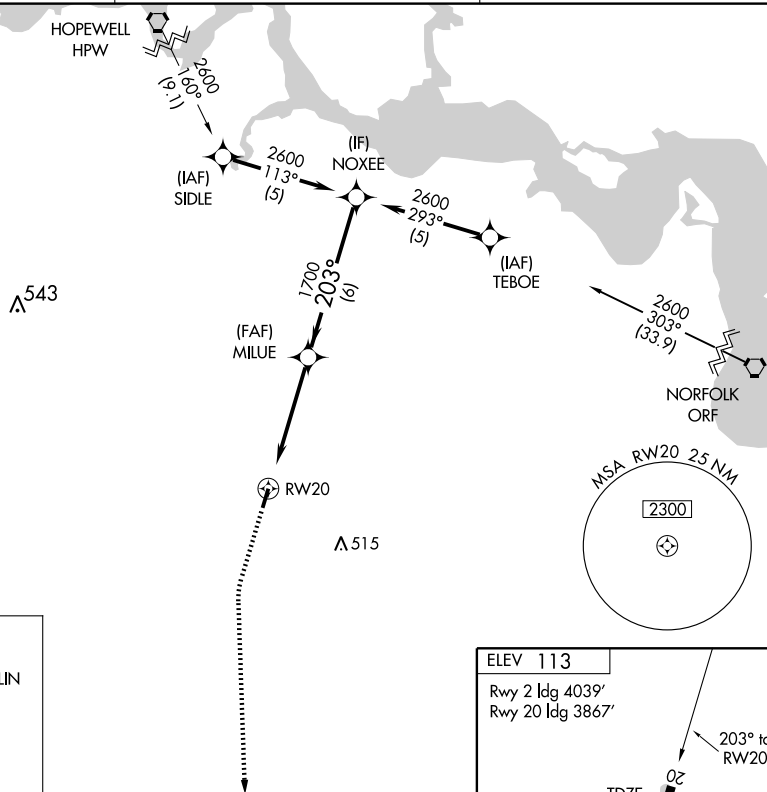 HOPEWELL
HPW
2600
160°
(9.1)
(IAF)
SIDLE
2600
113°
(5)
(IF)
NOXEE
2600
293°
(5)
(IAF)
TEBOE
543
1700
203°
(6)
(FAF)
MILUE
2600
303°
(33.9)
NORFOLK
ORF
RW20
515
MSA RW20 25 NM
2300
LIN
ELEV 113
Rwy 2 ldg 4039'
Rwy 20 ldg 3867'
203° to
RW20
20
TDZE